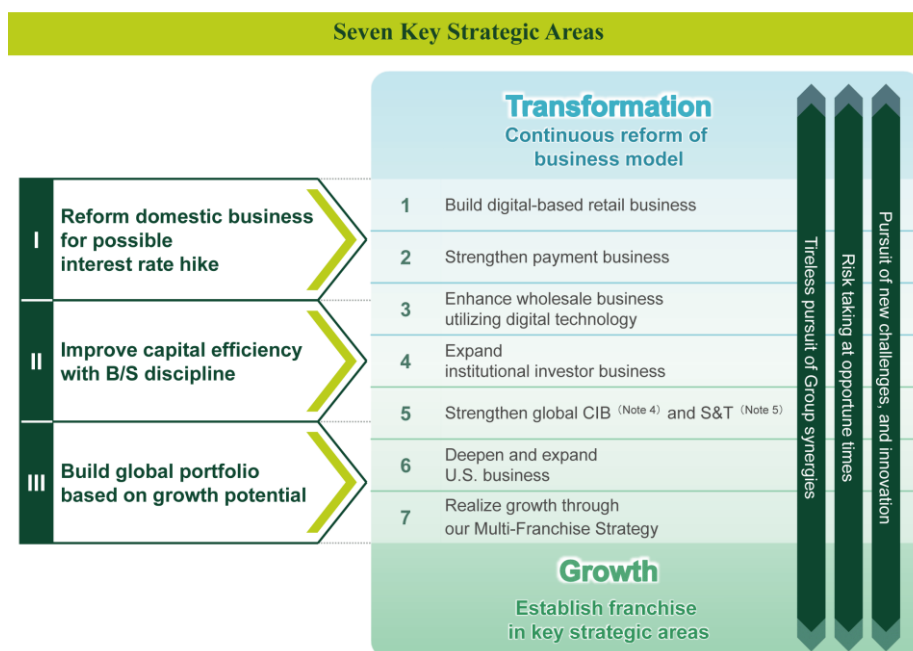 Seven Key Strategic Areas
Transformation
Continuous reform of
business model
I
Reform domestic business
for possible
interest rate hike
II
Improve capital efficiency
with B/S discipline
III
Build global portfolio
based on growth potential
1
Build digital-based retail business
2
Strengthen payment business
3
Enhance wholesale business
utilizing digital technology
4
Expand
institutional investor business
5
Strengthen global CIB (Note 4) and S&T (Note 5)
6
Deepen and expand
U.S. business
7
Realize growth through
our Multi-Franchise Strategy
Growth
Establish franchise
in key strategic areas
Tireless pursuit of Group synergies
Risk taking at opportune times
Pursuit of new challenges, and innovation